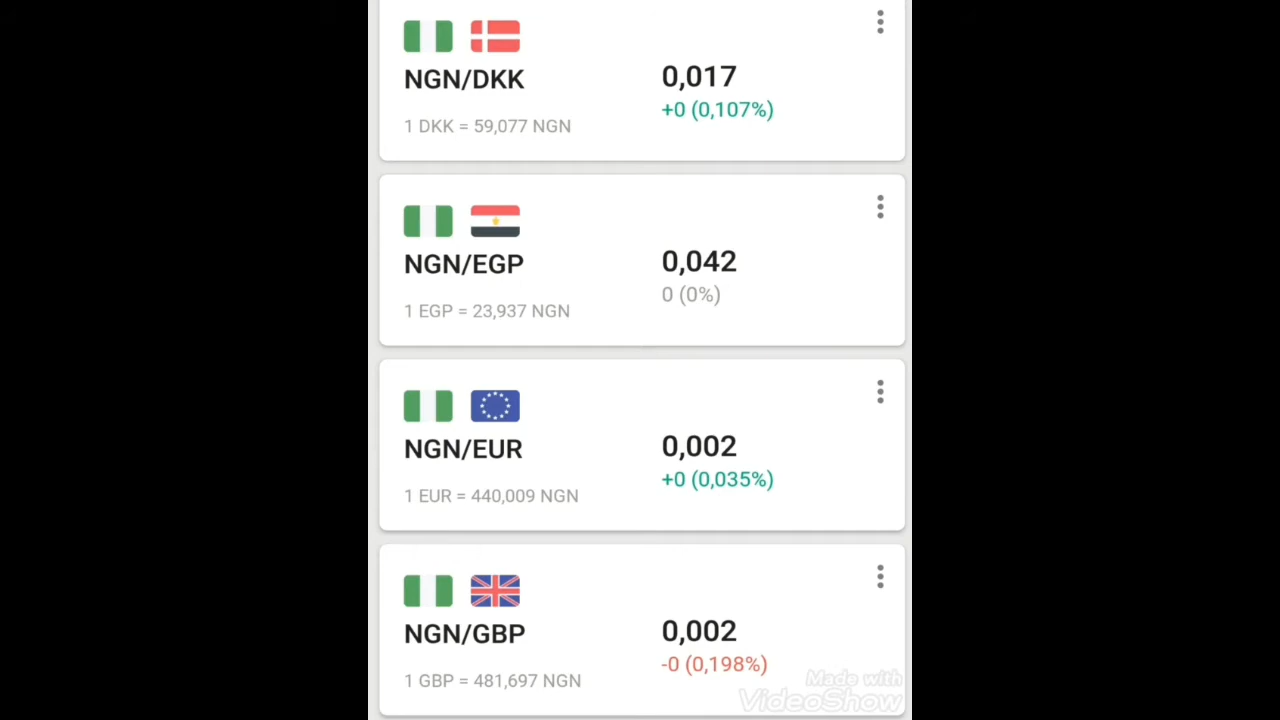 NGN/DKK
0,017
+0 (0,107%)
1 DKK = 59,077 NGN
NGN/EGP
0,042
0 (0%)
1 EGP = 23,937 NGN
NGN/EUR
0,002
+0 (0,035%)
1 EUR = 440,009 NGN
NGN/GBP
0,002
-0 (0,198%)
1 GBP = 481,697 NGN
Made with
VideoShow